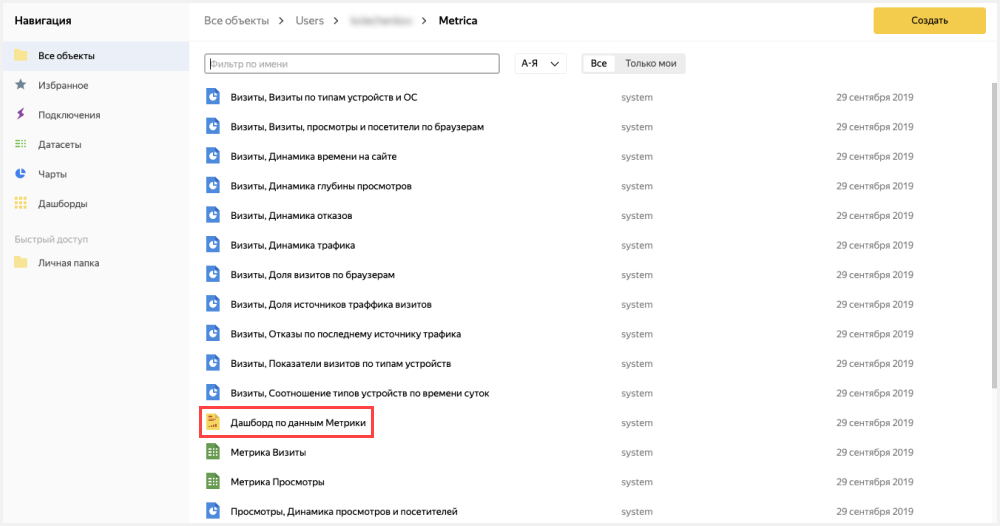 Навигация
Все объекты
Избранное
Подключения
Датасеты
Чарты
Дашборды
Быстрый доступ
Личная папка
Все объекты > Users > > Metrica
Создать
Фильтр по имени
А-Я
Все Только мои
Визиты, Визиты по типам устройств и ОС system 29 сентября 2019
Визиты, Визиты, просмотры и посетители по браузерам system 29 сентября 2019
Визиты, Динамика времени на сайте system 29 сентября 2019
Визиты, Динамика глубины просмотров system 29 сентября 2019
Визиты, Динамика отказов system 29 сентября 2019
Визиты, Динамика трафика system 29 сентября 2019
Визиты, Доля визитов по браузерам system 29 сентября 2019
Визиты, Доля источников траффика визитов system 29 сентября 2019
Визиты, Отказы по последнему источнику трафика system 29 сентября 2019
Визиты, Показатели визитов по типам устройств system 29 сентября 2019
Визиты, Соотношение типов устройств по времени суток system 29 сентября 2019
Дашборд по данным Метрики system 29 сентября 2019
Метрика Визиты system 29 сентября 2019
Метрика Просмотры system 29 сентября 2019
Просмотры, Динамика просмотров и посетителей system 29 сентября 2019